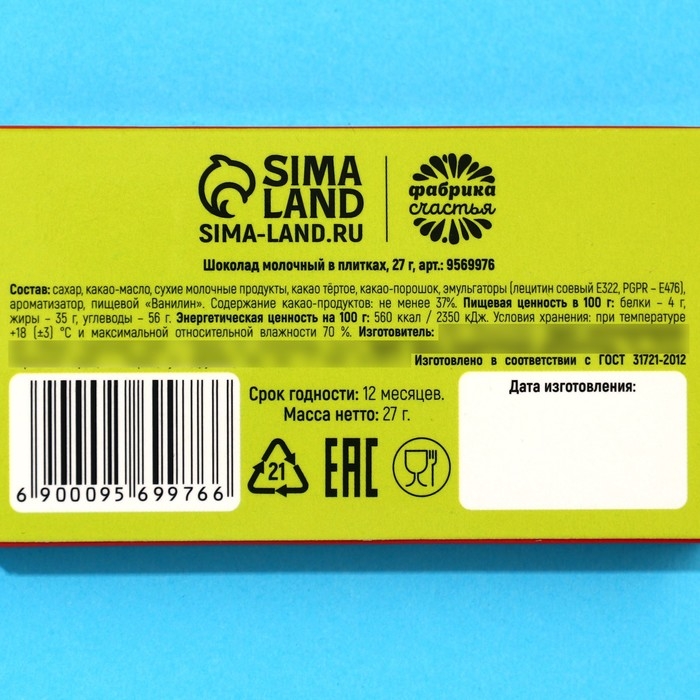 SIMA
LAND
SIMA-LAND.RU
фабрика
счастья
Шоколад молочный в плитках, 27 г, арт.: 9569976
Состав: сахар, какао-масло, сухие молочные продукты, какао тёртое, какао-порошок, эмульгаторы (лецитин соевый Е322, PGPR – Е476),
ароматизатор, пищевой «Ванилин». Содержание какао-продуктов: не менее 37%. Пищевая ценность в 100 г: белки – 4 г,
жиры – 35 г, углеводы – 56 г. Энергетическая ценность на 100 г: 560 ккал / 2350 кДж. Условия хранения: при температуре
+18 (±3) °С и максимальной относительной влажности 70 %. Изготовитель:
Изготовлено в соответствии с ГОСТ 31721-2012
Срок годности: 12 месяцев.
Масса нетто: 27 г.
Дата изготовления:
21
EAC
6 900095 699766